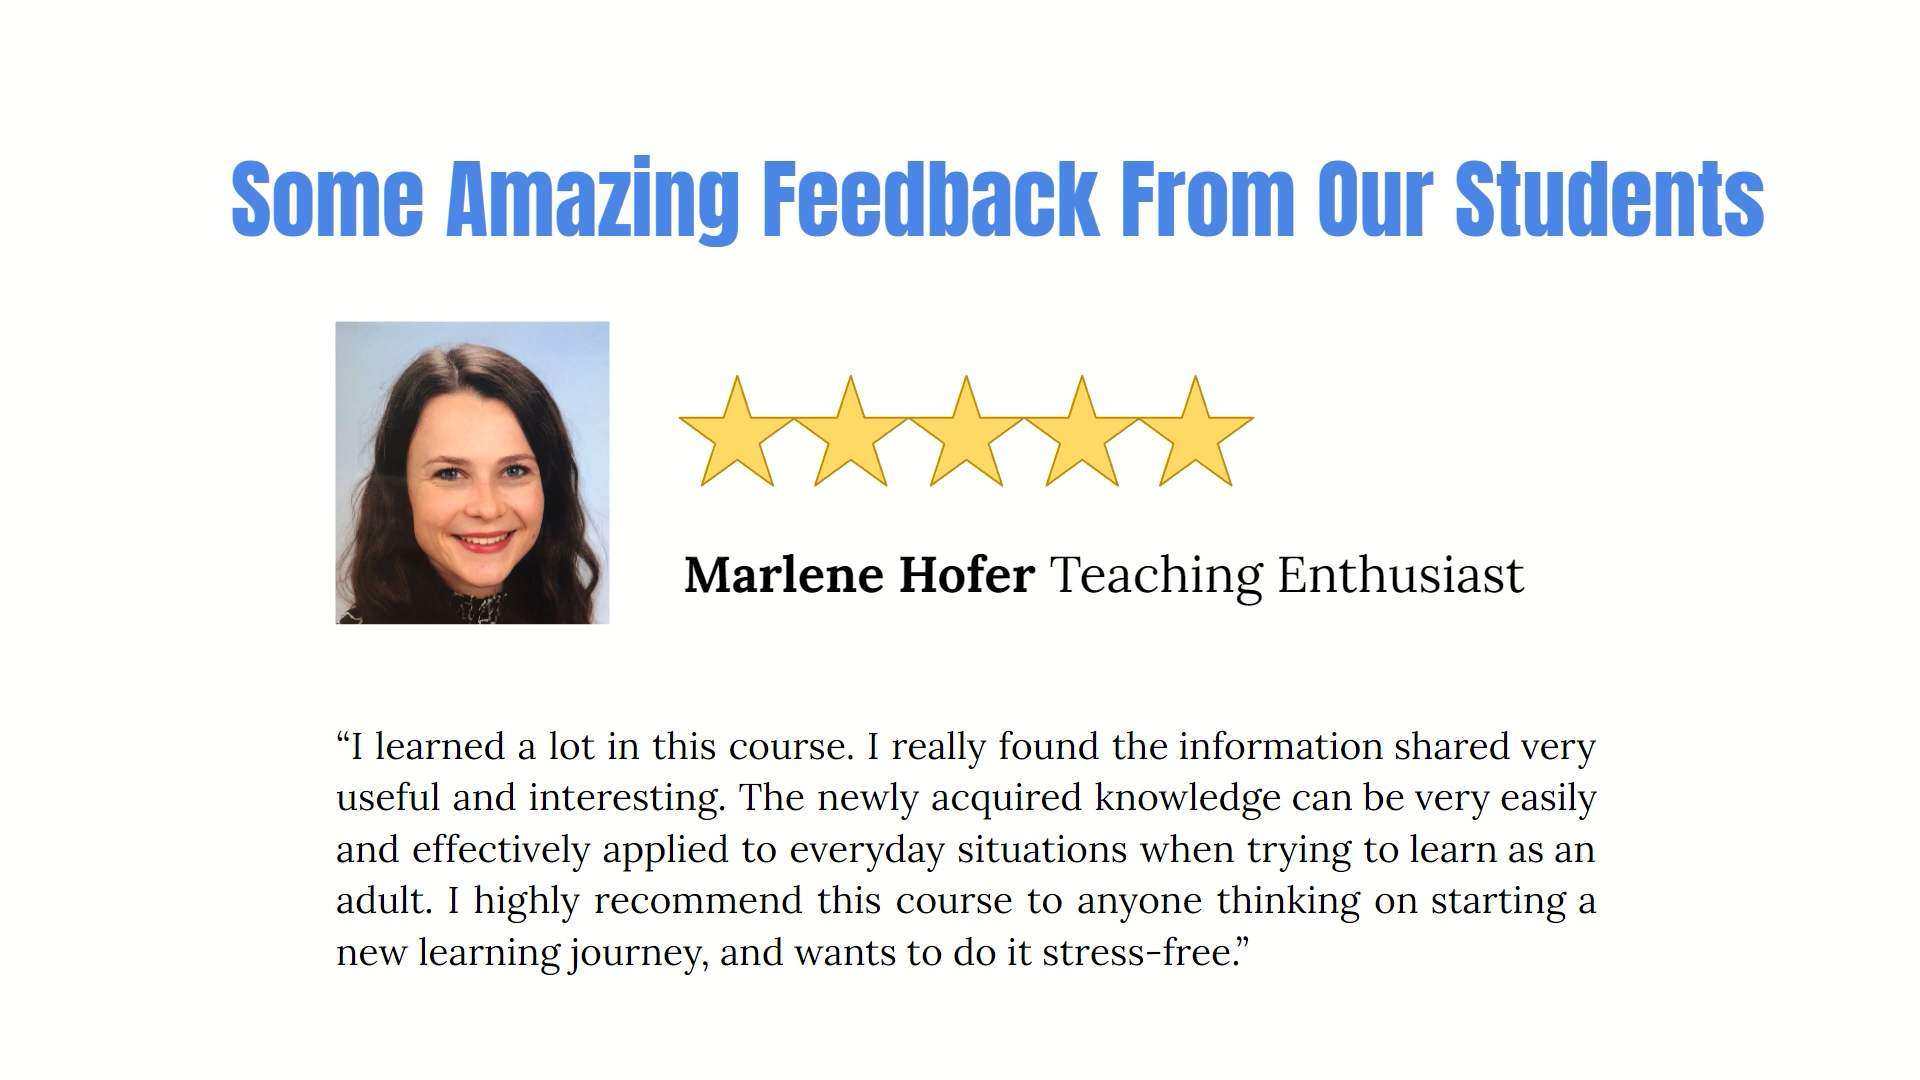 Some Amazing Feedback From Our Students
Marlene Hofer Teaching Enthusiast
“I learned a lot in this course. I really found the information shared very
useful and interesting. The newly acquired knowledge can be very easily
and effectively applied to everyday situations when trying to learn as an
adult. I highly recommend this course to anyone thinking on starting a
new learning journey, and wants to do it stress-free.”